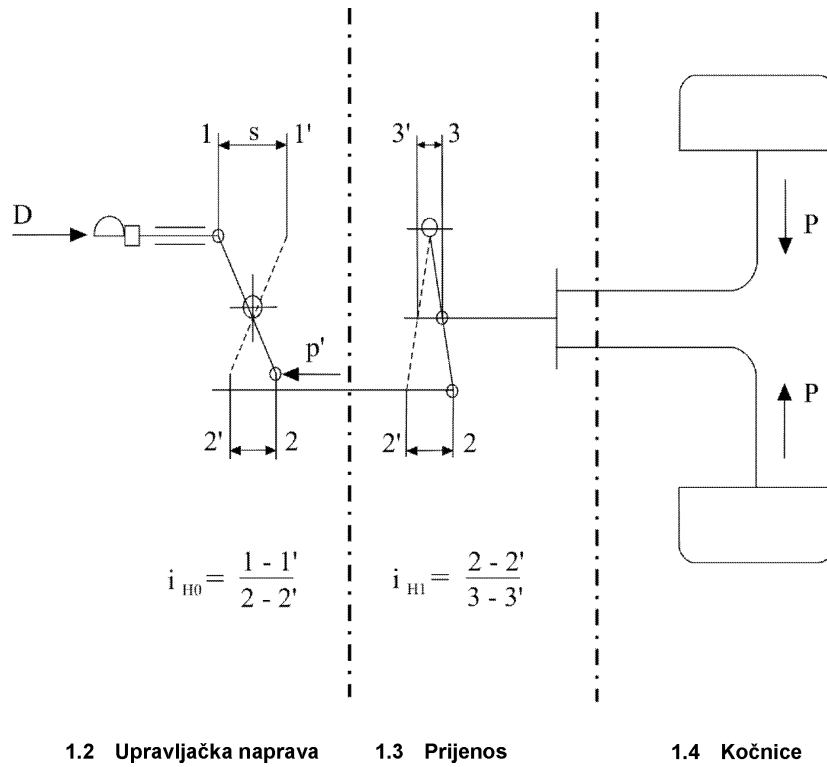 1 s 1' 3' 3
D
P
p'
P
2' 2 2' 2
i H0 = 1 - 1' / 2 - 2' i H1 = 2 - 2' / 3 - 3'
1.2 Upravljačka naprava 1.3 Prijenos 1.4 Kočnice